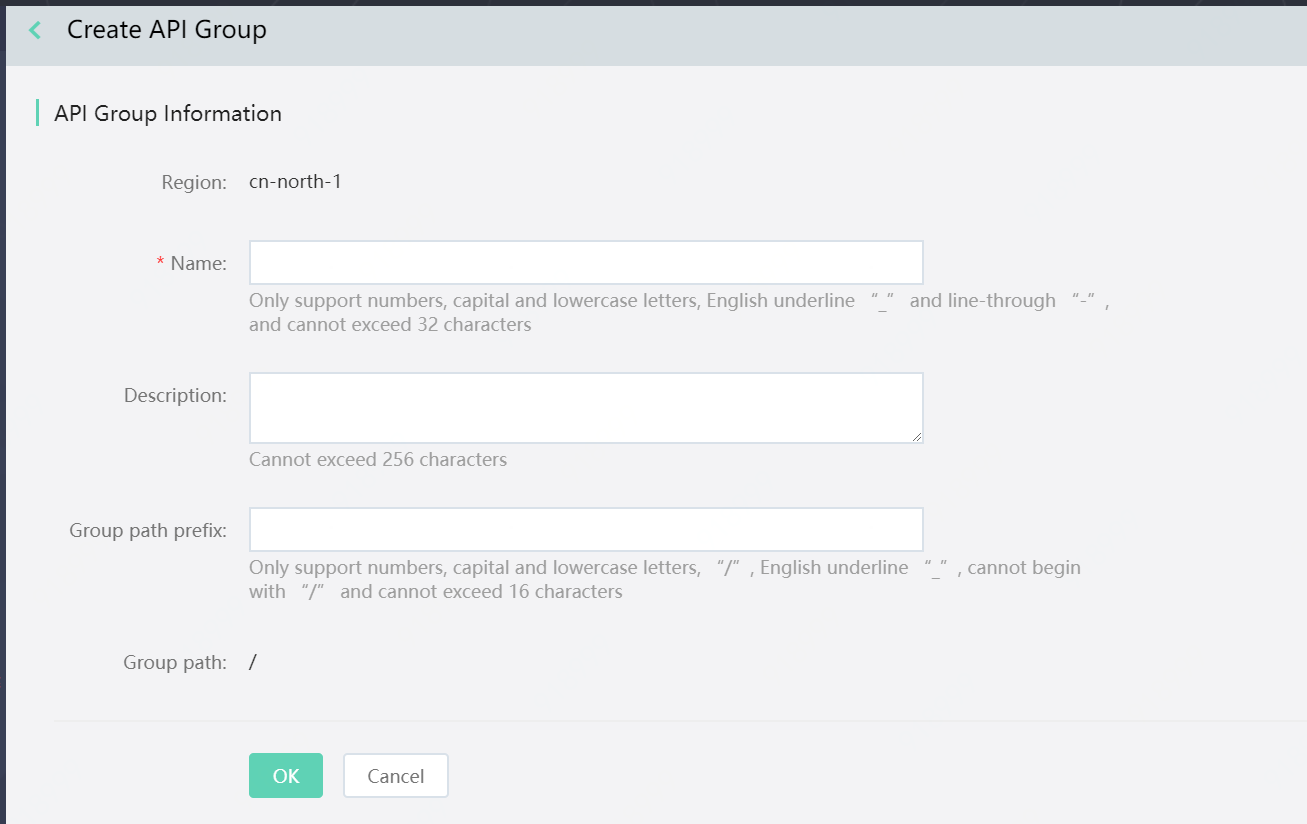 Create API Group
API Group Information
Region: cn-north-1
* Name:
Only support numbers, capital and lowercase letters, English underline “_” and line-through “-” ,
and cannot exceed 32 characters
Description:
Cannot exceed 256 characters
Group path prefix:
Only support numbers, capital and lowercase letters, “/” , English underline “_” , cannot begin
with “/” and cannot exceed 16 characters
Group path: /
OK Cancel